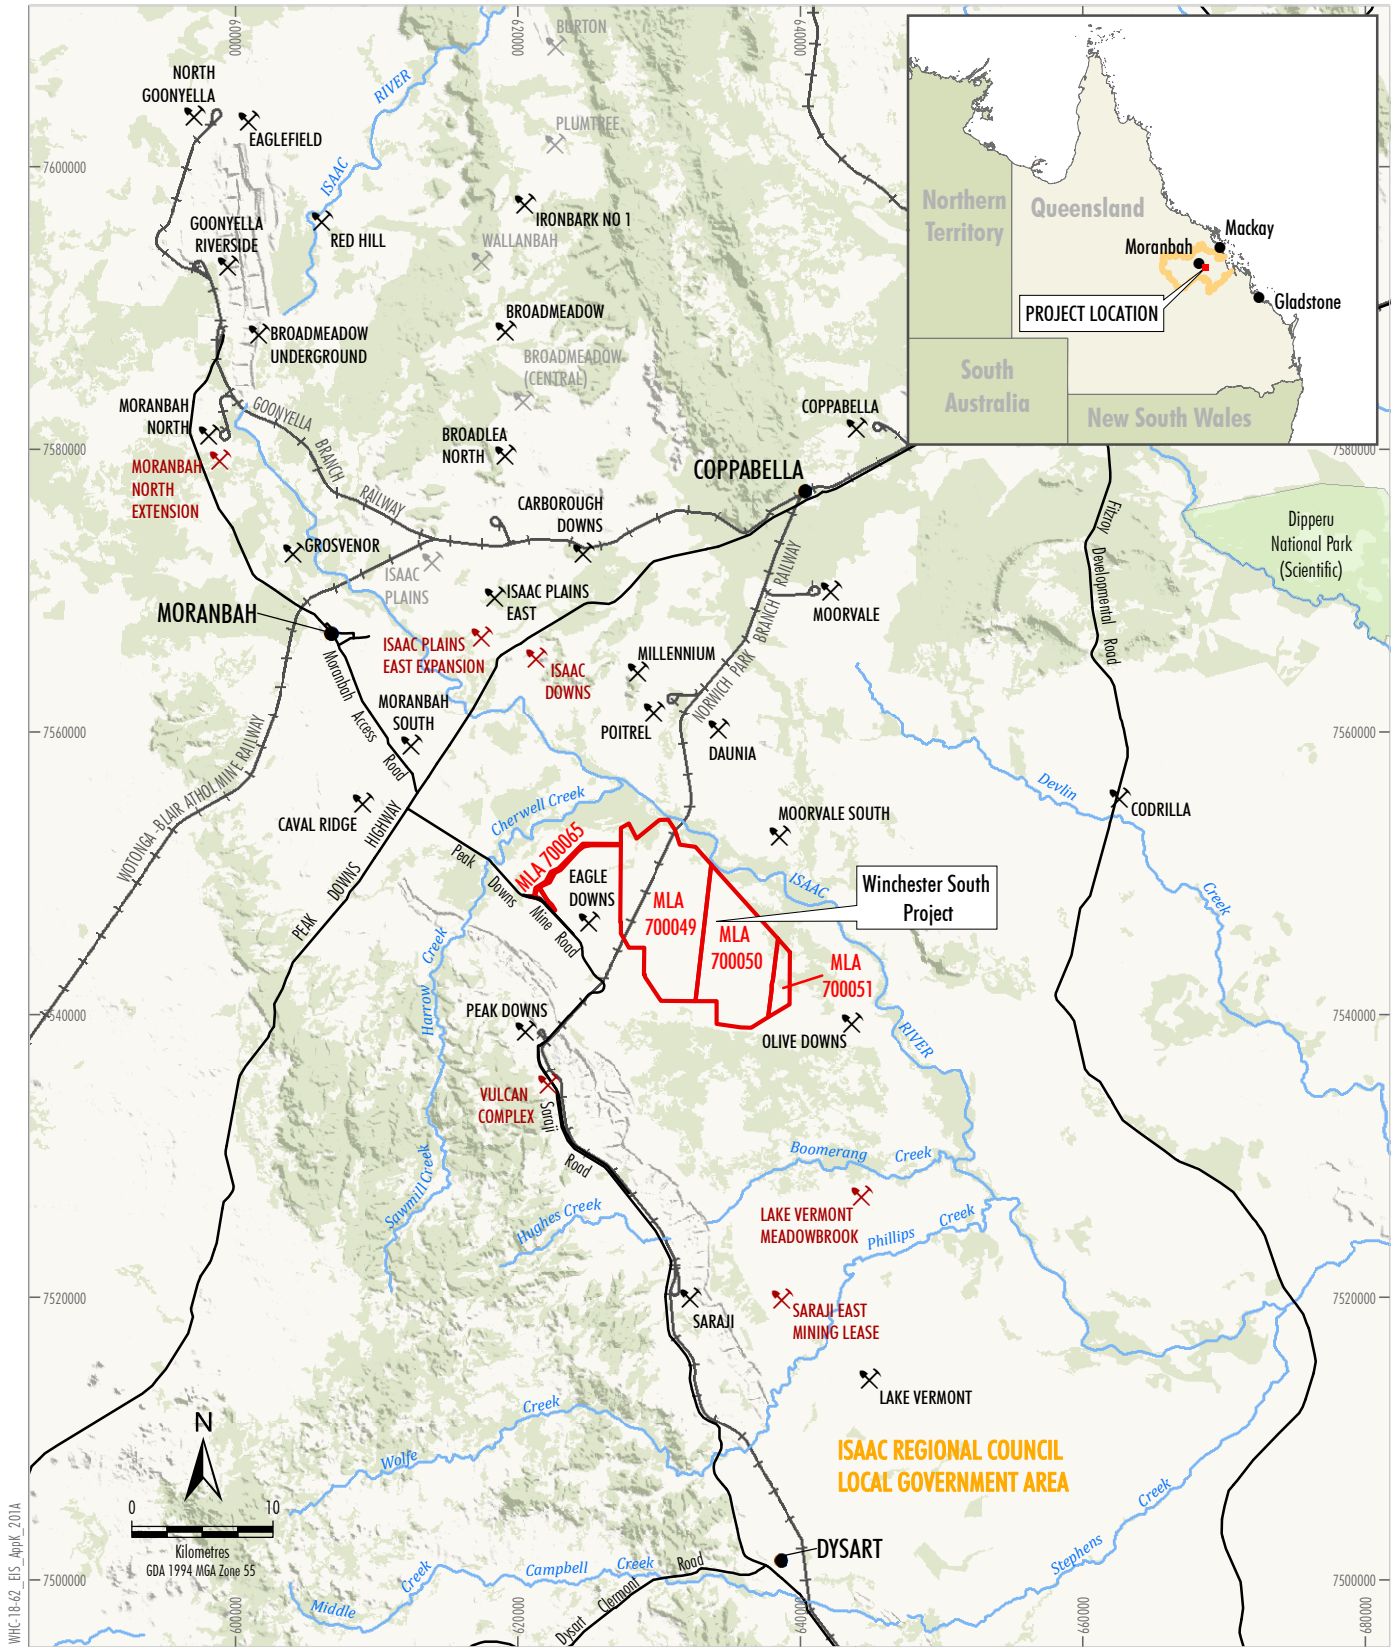 600000
620000
640000
BURTON
NORTH
GOONYELLA
EAGLEFIELD
RIVER
ISAAC
PLUMTREE
7600000
IRONBARK NO 1
GOONYELLA
RIVERSIDE
RED HILL
WALLANBAH
Northern
Territory
Queensland
Mackay
Moranbah
Gladstone
PROJECT LOCATION
South
Australia
New South Wales
BROADMEADOW
BROADMEADOW
UNDERGROUND
BROADMEADOW
(CENTRAL)
MORANBAH
NORTH
GOONYELLA
BRANCH
RAILWAY
COPPABELLA
BROADLEA
NORTH
7580000
7580000
MORANBAH
NORTH
EXTENSION
COPPABELLA
CARBOROUGH
DOWNS
Fitzroy
Developmental
Road
Dipperu
National Park
(Scientific)
GROSVENOR
ISAAC
PLAINS
ISAAC PLAINS
EAST
NORWICH PARK BRANCH RAILWAY
MOORVALE
MORANBAH
ISAAC PLAINS
EAST EXPANSION
ISAAC
DOWNS
MILLENNIUM
Moranbah
Access
Road
MORANBAH
SOUTH
POITREL
DAUNIA
7560000
7560000
WOTONGA-BLAIR ATHOL MINE RAILWAY
Devlin
Creek
CODRILLA
CAVAL RIDGE
PEAK
DOWNS
HIGHWAY
Cherwell Creek
MOORVALE SOUTH
Peak
Downs
Mine
Road
MLA 700065
EAGLE
DOWNS
MLA
700049
MLA
700050
MLA
700051
ISAAC
RIVER
Winchester South
Project
Harrow
Creek
7540000
7540000
PEAK DOWNS
OLIVE DOWNS
VULCAN
COMPLEX
Saraji
Road
Sawmill Creek
Boomerang
Creek
Hughes Creek
LAKE VERMONT
MEADOWBROOK
Phillips
Creek
7520000
7520000
SARAJI
SARAJI EAST
MINING LEASE
LAKE VERMONT
Creek
Wolfe
N
0
10
Kilometres
GDA 1994 MGA Zone 55
ISAAC REGIONAL COUNCIL
LOCAL GOVERNMENT AREA
Stephens
Creek
DYSART
7500000
7500000
Middle
Creek
Campbell
Creek
Dysart
Clermont
Road
600000
620000
640000
660000
680000
WHC-18-62_EIS_AppK_201A